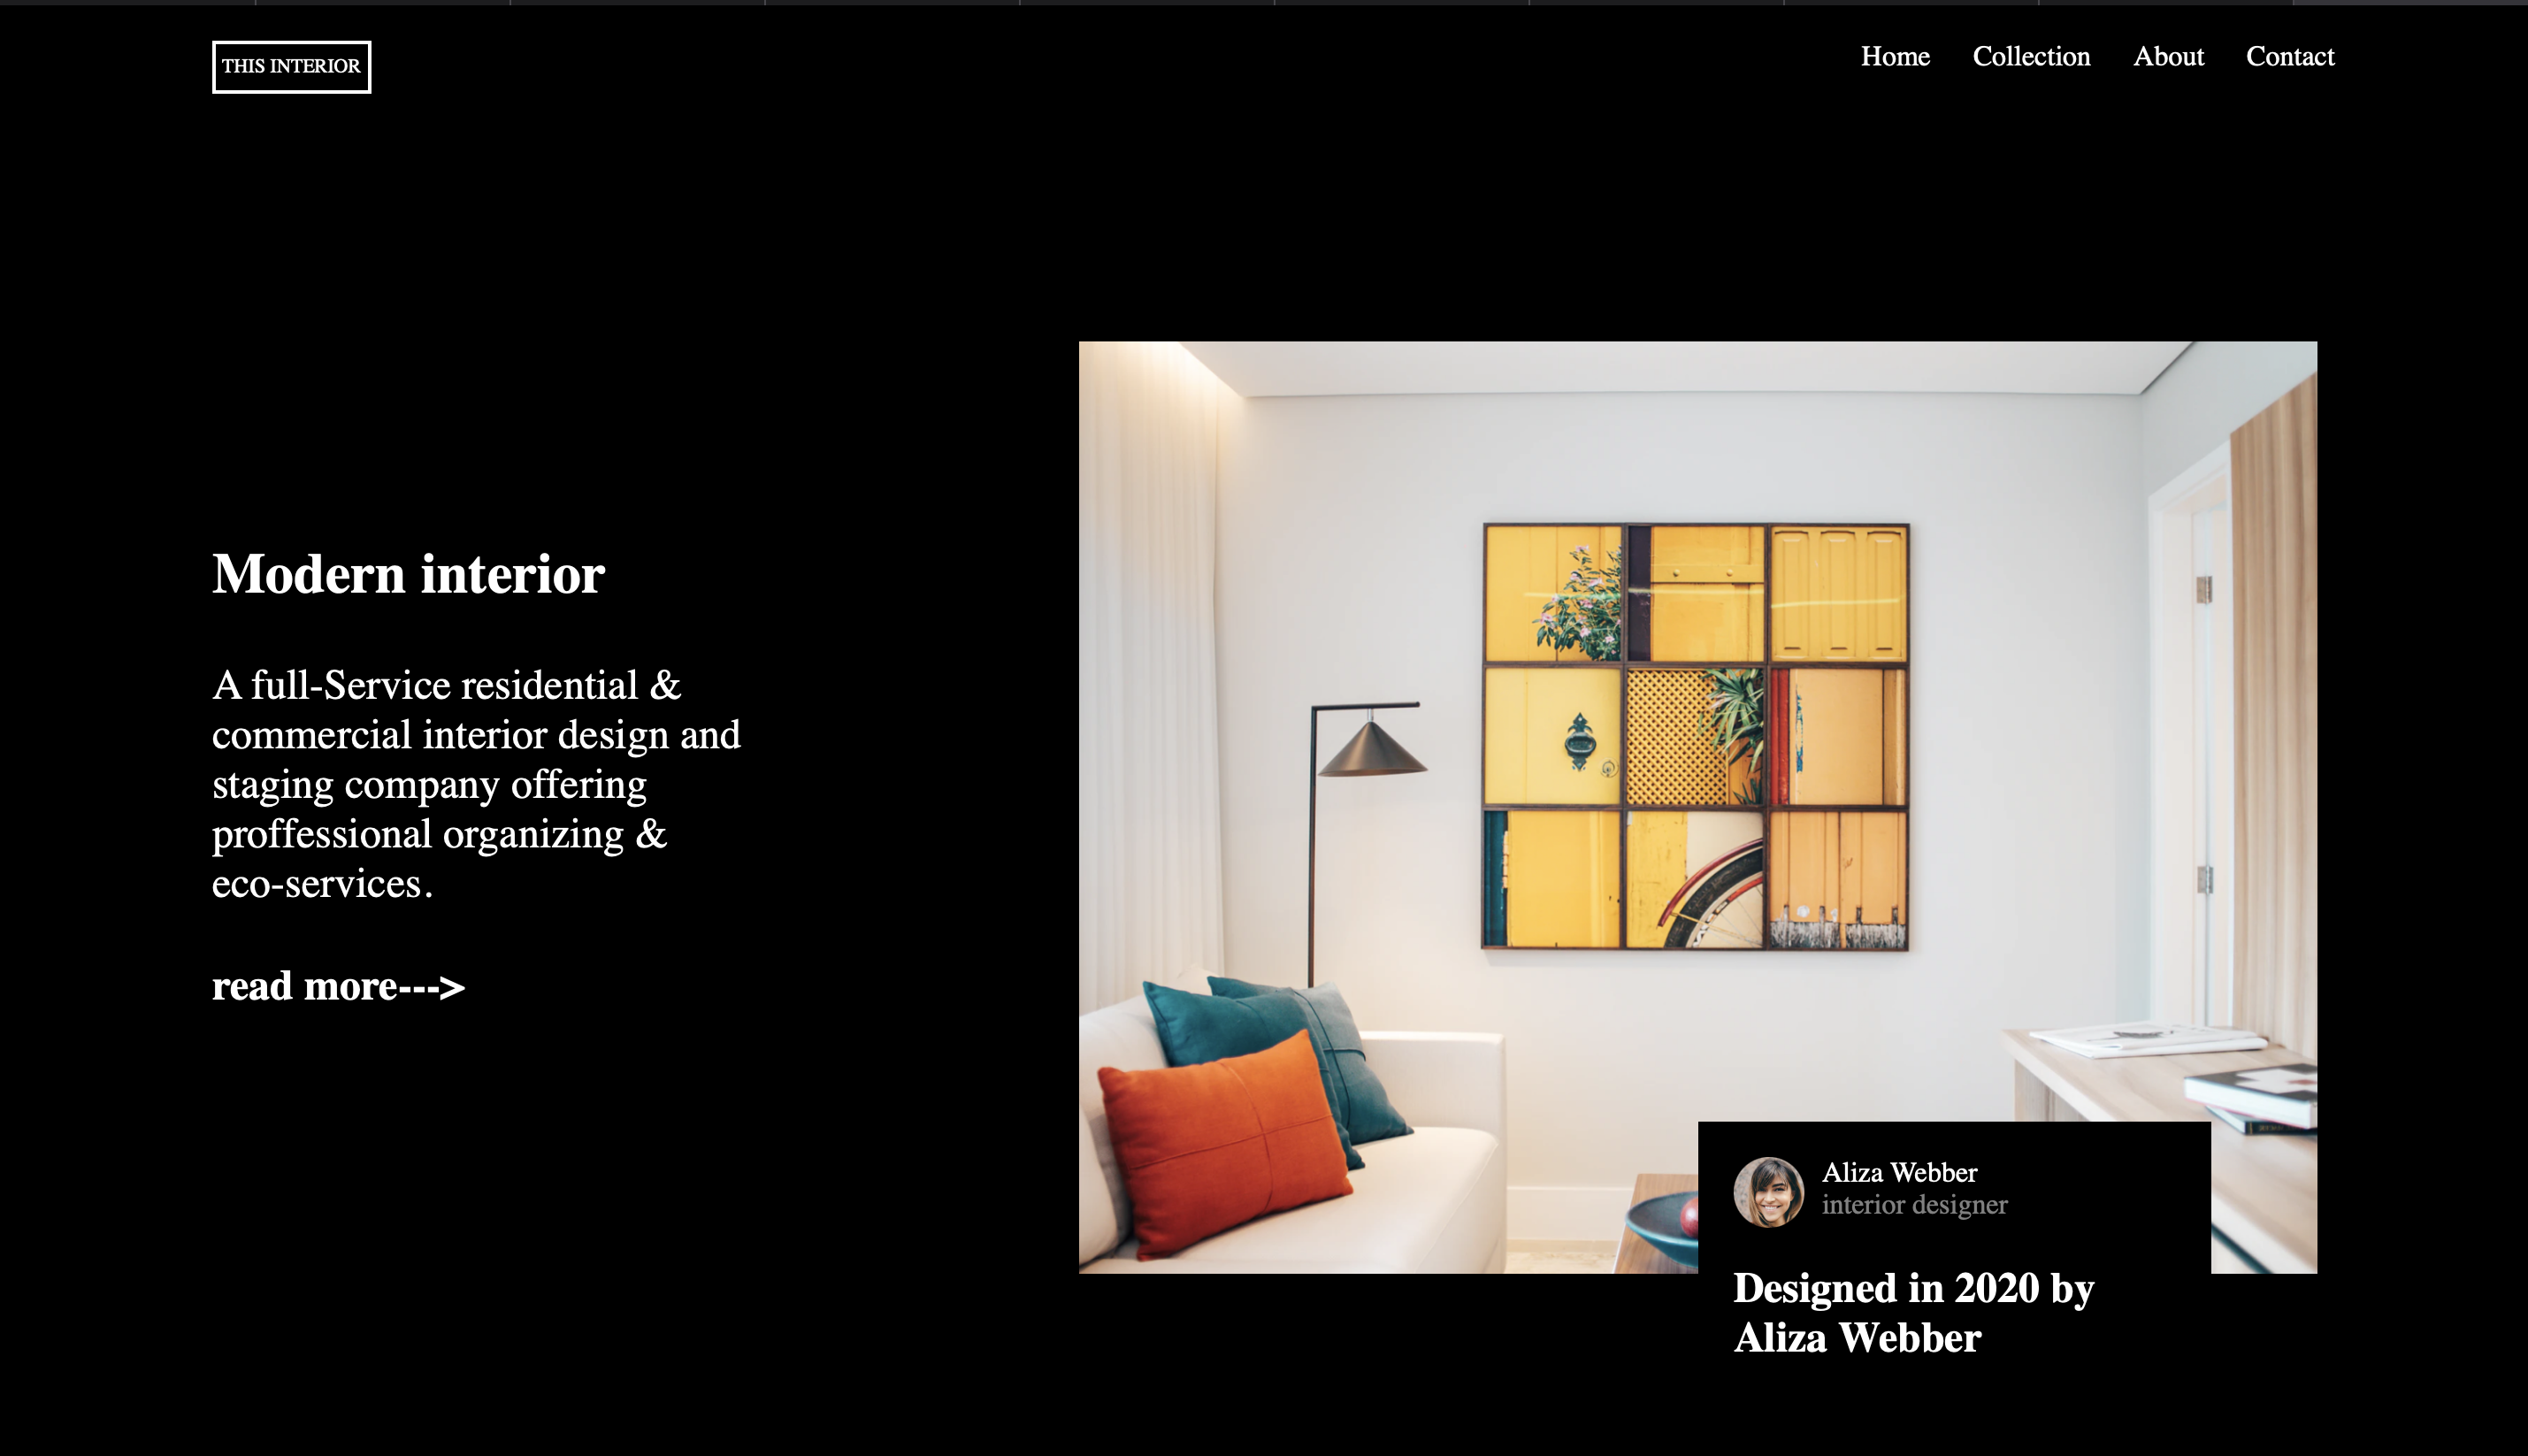 THIS INTERIOR
Home Collection About Contact
Modern interior
A full-Service residential &
commercial interior design and
staging company offering
proffessional organizing &
eco-services.
read more--->
Aliza Webber
interior designer
Designed in 2020 by
Aliza Webber